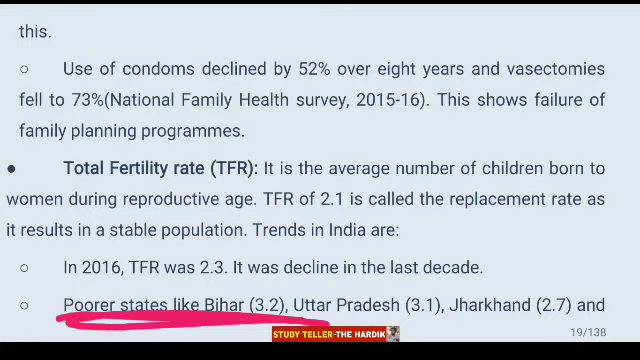 this.
○ Use of condoms declined by 52% over eight years and vasectomies
fell to 73%(National Family Health survey, 2015-16). This shows failure of
family planning programmes.
● Total Fertility rate (TFR): It is the average number of children born to
women during reproductive age. TFR of 2.1 is called the replacement rate as
it results in a stable population. Trends in India are:
○ In 2016, TFR was 2.3. It was decline in the last decade.
○ Poorer states like Bihar (3.2), Uttar Pradesh (3.1), Jharkhand (2.7) and
STUDY TELLER-THE HARDIK
19/138